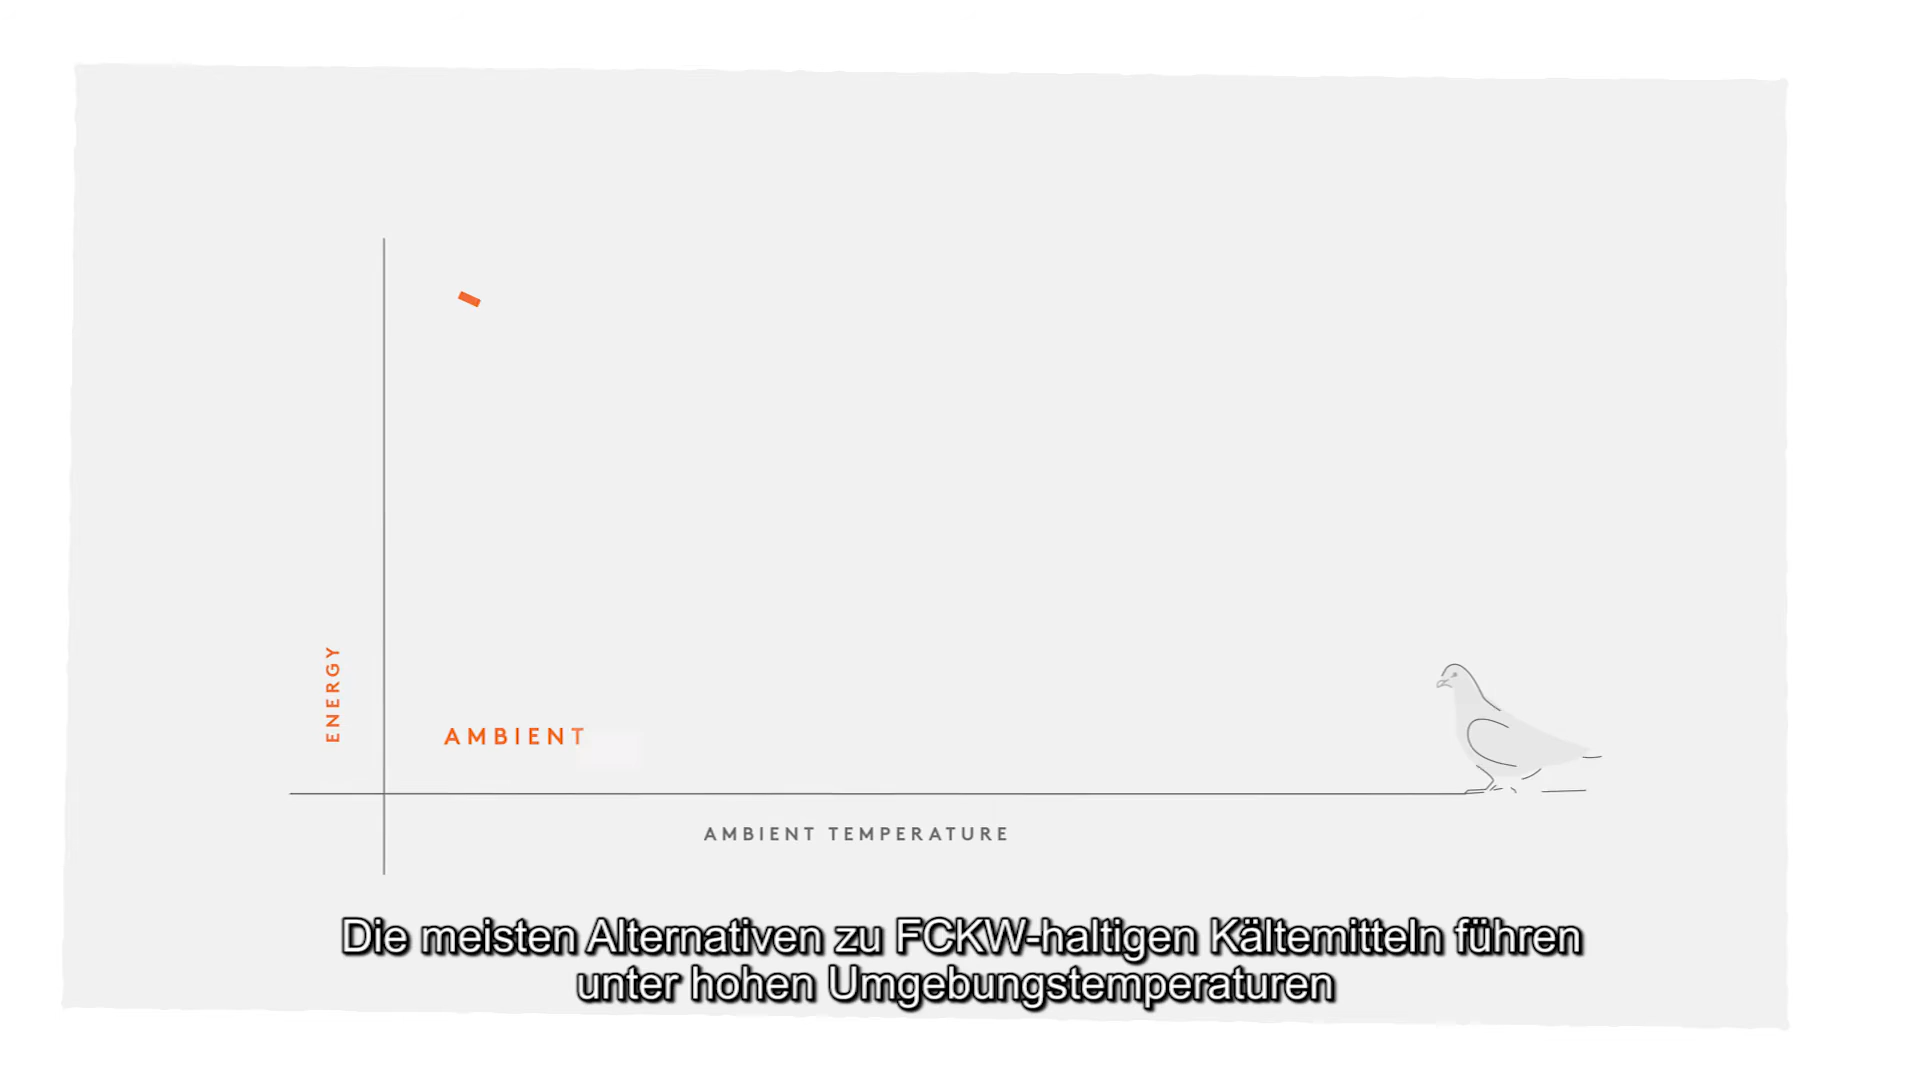 ENERGY
AMBIENT
AMBIENT TEMPERATURE
Die meisten Alternativen zu FCKW-haltigen Kältemitteln führen
unter hohen Umgebungstemperaturen